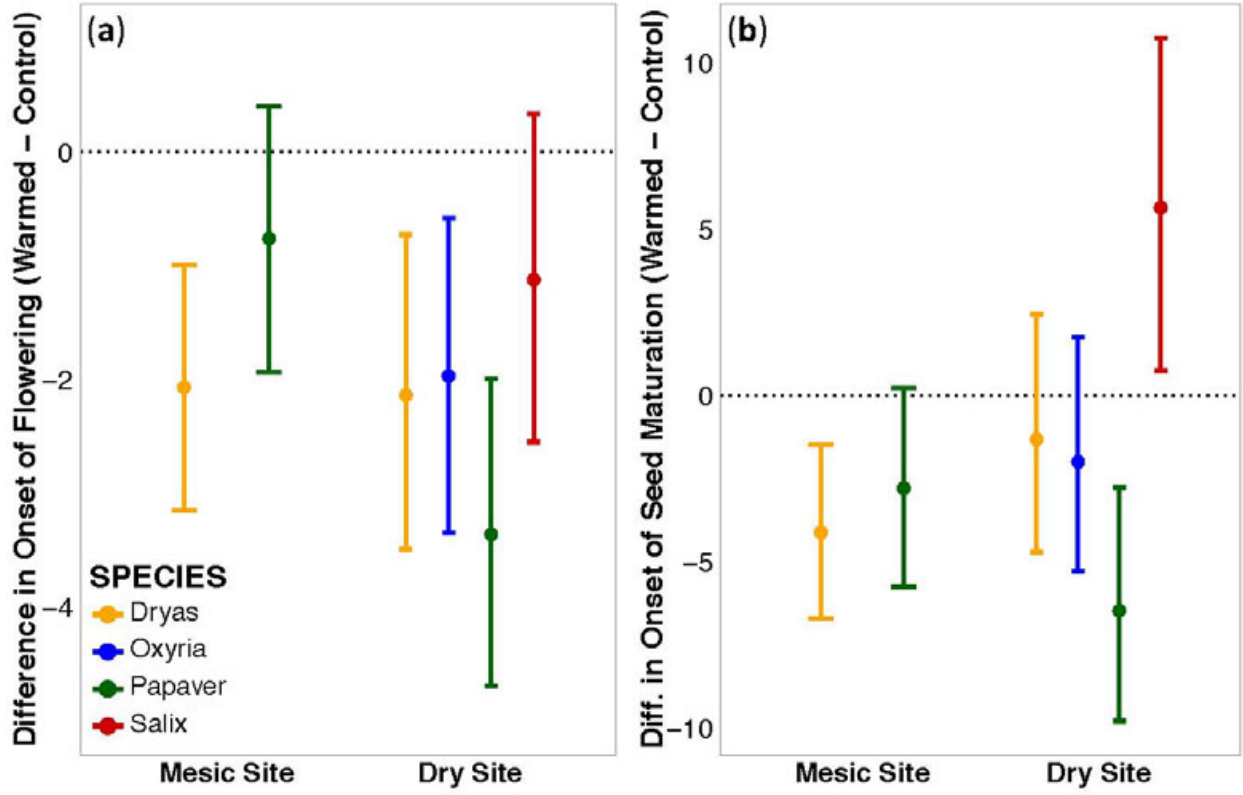 (a)
Difference in Onset of Flowering (Warmed – Control)
0
−2
−4
SPECIES
Dryas
Oxyria
Papaver
Salix
Mesic Site
Dry Site
(b)
Diff. in Onset of Seed Maturation (Warmed – Control)
10
5
0
−5
−10
Mesic Site
Dry Site